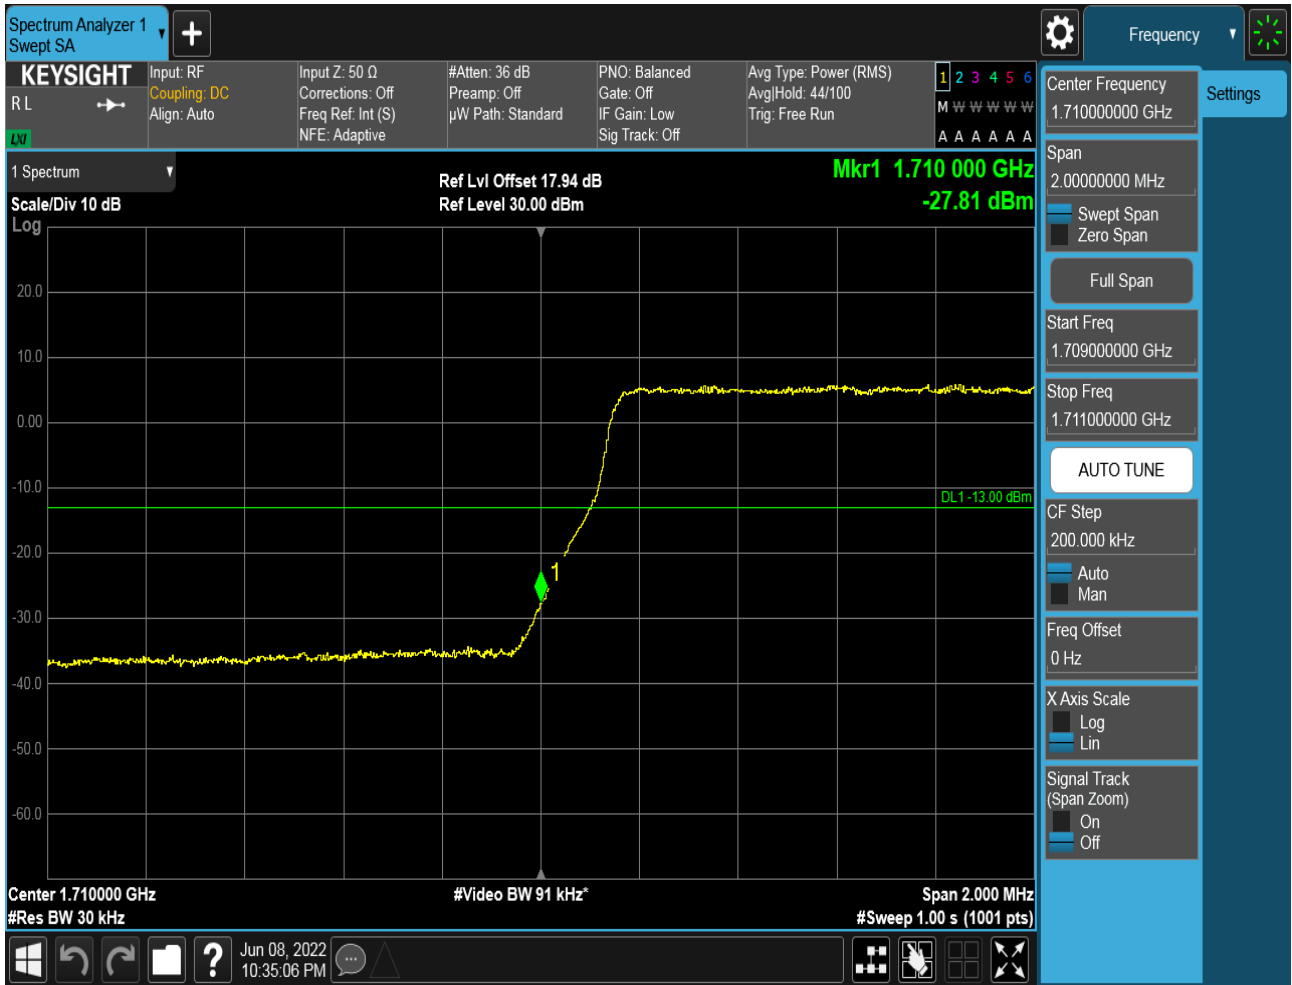 Spectrum Analyzer 1
Swept SA
Frequency
KEYSIGHT
R L
LXI
Input: RF
Coupling: DC
Align: Auto
Input Z: 50 Ω
Corrections: Off
Freq Ref: Int (S)
NFE: Adaptive
#Atten: 36 dB
Preamp: Off
µW Path: Standard
PNO: Balanced
Gate: Off
IF Gain: Low
Sig Track: Off
Avg Type: Power (RMS)
Avg|Hold: 44/100
Trig: Free Run
1 2 3 4 5 6
M W W W W W
A A A A A A
1 Spectrum
Scale/Div 10 dB
Log
Ref Lvl Offset 17.94 dB
Ref Level 30.00 dBm
Mkr1 1.710 000 GHz
-27.81 dBm
20.0
10.0
0.00
-10.0
-20.0
-30.0
-40.0
-50.0
-60.0
DL1 -13.00 dBm
1
Center 1.710000 GHz
#Res BW 30 kHz
#Video BW 91 kHz*
Span 2.000 MHz
#Sweep 1.00 s (1001 pts)
Jun 08, 2022
10:35:06 PM
?
Center Frequency
1.710000000 GHz
Settings
Span
2.00000000 MHz
Swept Span
Zero Span
Full Span
Start Freq
1.709000000 GHz
Stop Freq
1.711000000 GHz
AUTO TUNE
CF Step
200.000 kHz
Auto
Man
Freq Offset
0 Hz
X Axis Scale
Log
Lin
Signal Track
(Span Zoom)
On
Off